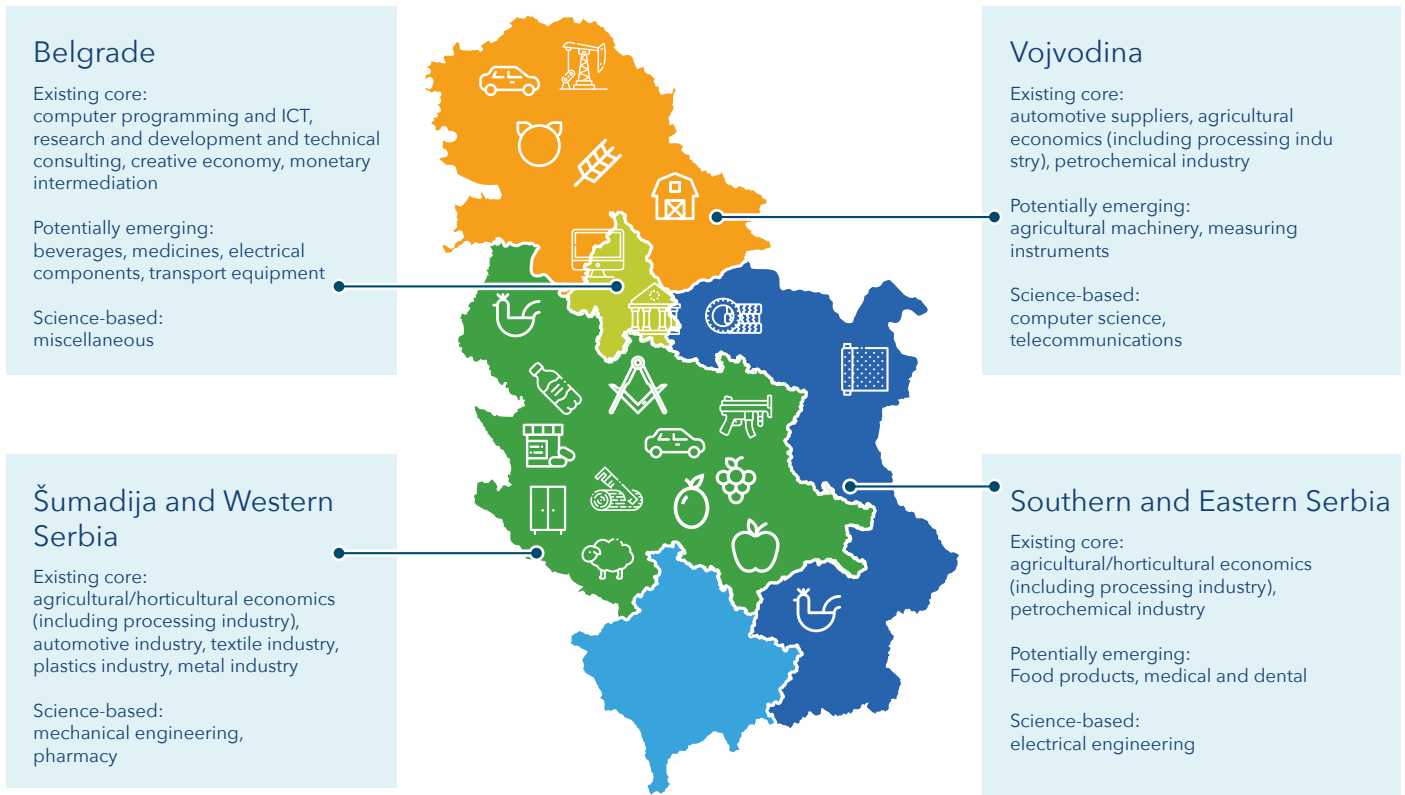 Belgrade
Existing core:
computer programming and ICT,
research and development and technical
consulting, creative economy, monetary
intermediation
Potentially emerging:
beverages, medicines, electrical
components, transport equipment
Science-based:
miscellaneous
Vojvodina
Existing core:
automotive suppliers, agricultural
economics (including processing indu
stry), petrochemical industry
Potentially emerging:
agricultural machinery, measuring
instruments
Science-based:
computer science,
telecommunications
Šumadija and Western
Serbia
Existing core:
agricultural/horticultural economics
(including processing industry),
automotive industry, textile industry,
plastics industry, metal industry
Science-based:
mechanical engineering,
pharmacy
Southern and Eastern Serbia
Existing core:
agricultural/horticultural economics
(including processing industry),
petrochemical industry
Potentially emerging:
Food products, medical and dental
Science-based:
electrical engineering